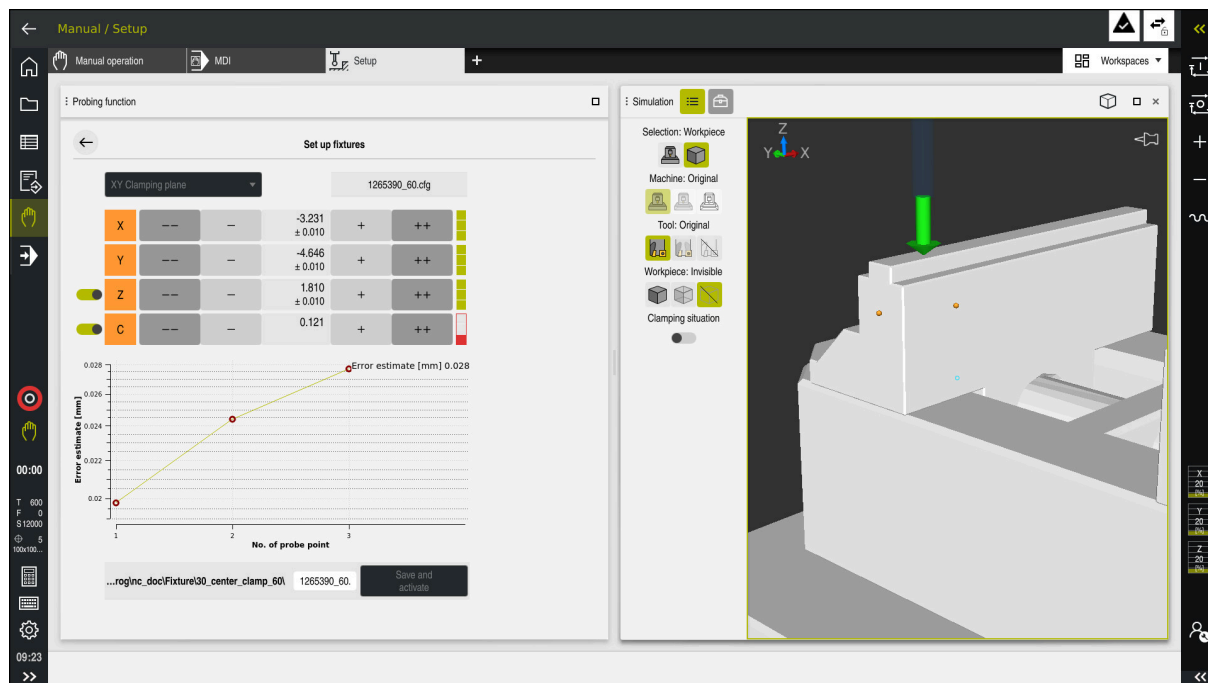 Manual / Setup
Manual operation
MDI
Setup
+
Workspaces
Probing function
Set up fixtures
XY Clamping plane
1265390_60.cfg
X
−−
−
-3.231
± 0.010
+
++
Y
−−
−
-4.646
± 0.010
+
++
Z
−−
−
1.810
± 0.010
+
++
C
−−
−
0.121
+
++
Error estimate [mm] 0.028
0.028
0.026
0.024
0.022
0.02
Error estimate [mm]
1
2
3
No. of probe point
...rog\nc_doc\Fixture\30_center_clamp_60\
1265390_60.
Save and
activate
Simulation
Selection: Workpiece
Machine: Original
Tool: Original
Workpiece: Invisible
Clamping situation
Z
Y
X
00:00
T 600
F 0
S 12000
5
100x100...
09:23
X
20
[%]
Y
20
[%]
Z
20
[%]